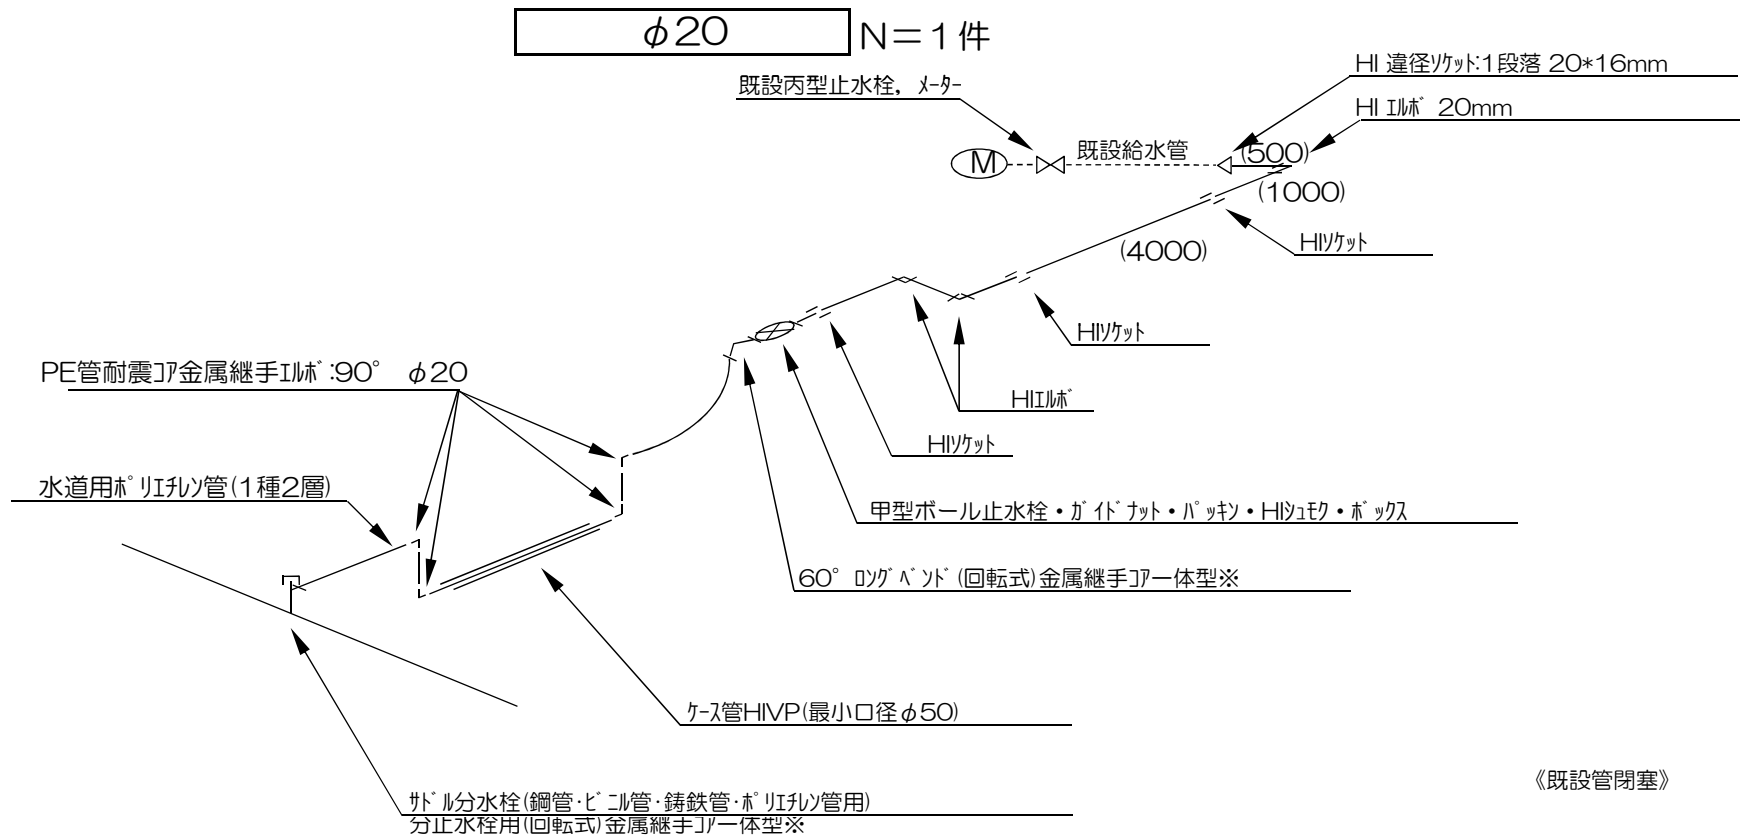 φ20 N＝1件
HI 違径ｿｹｯﾄ:1段落 20*16mm
既設丙型止水栓，ﾒｰﾀｰ
HI ｴﾙﾎﾞ 20mm
M
既設給水管
(500)
(1000)
(4000)
HIｿｹｯﾄ
HIｿｹｯﾄ
PE管耐震ｺｱ金属継手ｴﾙﾎﾞ:90° φ20
HIｴﾙﾎﾞ
HIｿｹｯﾄ
水道用ﾎﾟﾘｴﾁﾚﾝ管(1種2層)
甲型ボール止水栓・ｶﾞｲﾄﾞﾅｯﾄ・ﾊﾟｯｷﾝ・HIｼｭﾓｸ・ﾎﾞｯｸｽ
60°ﾛﾝｸﾞﾍﾞﾝﾄﾞ(回転式)金属継手ｺｱ一体型※
ｹｰｽ管HIVP(最小口径φ50)
《既設管閉塞》
ｻﾄﾞﾙ分水栓(鋼管･ﾋﾞﾆﾙ管･鋳鉄管･ﾎﾟﾘｴﾁﾚﾝ管用)
分止水栓用(回転式)金属継手ｺｱ一体型※